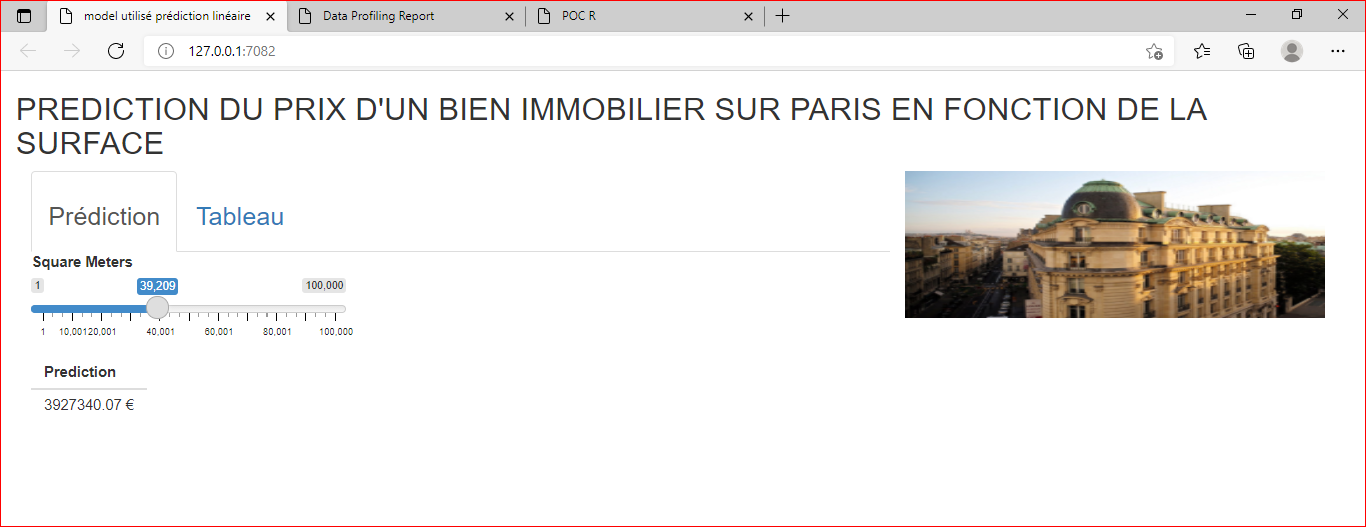 model utilisé prédiction linéaire
Data Profiling Report
POC R
127.0.0.1:7082
PREDICTION DU PRIX D'UN BIEN IMMOBILIER SUR PARIS EN FONCTION DE LA
SURFACE
Prédiction
Tableau
Square Meters
1 39,209 100,000
1 10,001 20,001 40,001 60,001 80,001 100,000
Prediction
3927340.07 €